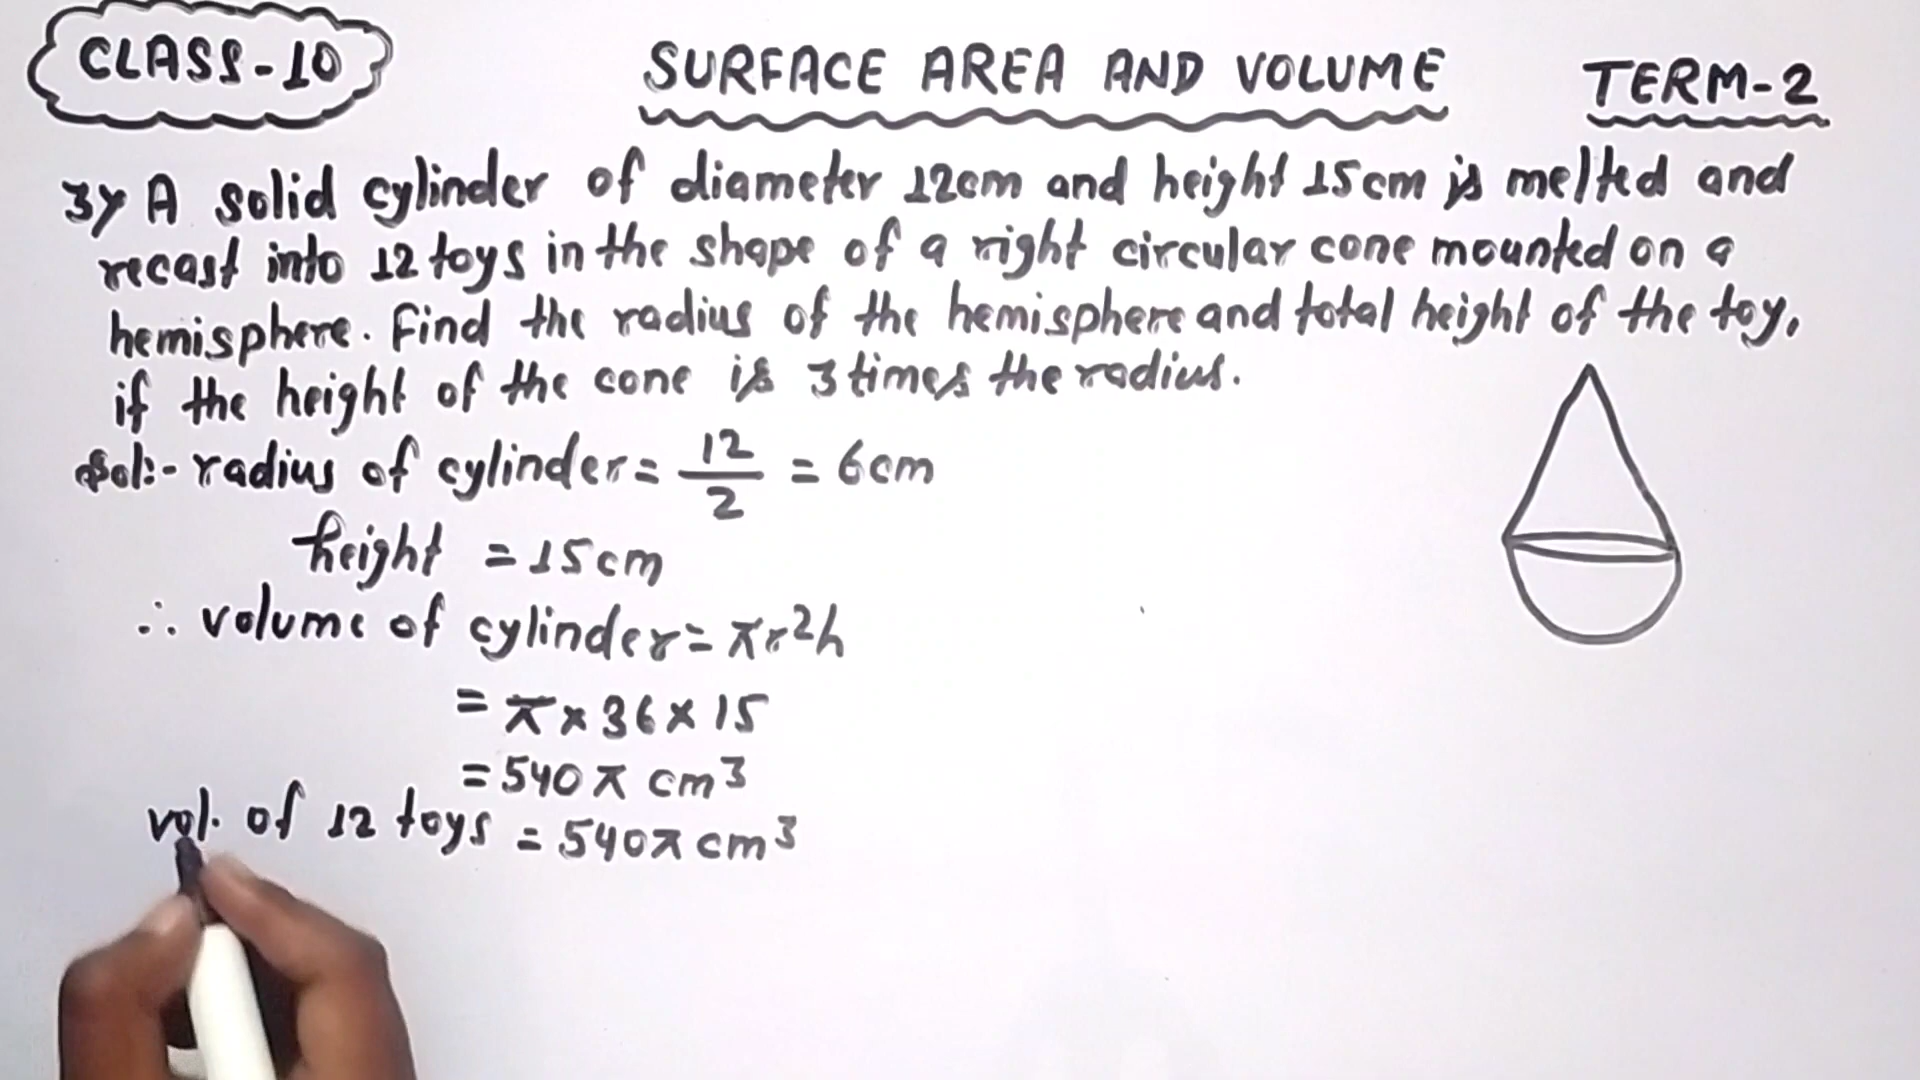 CLASS-10
SURFACE AREA AND VOLUME
TERM-2
3) A solid cylinder of diameter 12cm and height 15cm is melted and
recast into 12 toys in the shape of a right circular cone mounted on a
hemisphere. Find the radius of the hemisphere and total height of the toy,
if the height of the cone is 3 times the radius.
Sol:- radius of cylinder = 12/2 = 6cm
height = 15cm
∴ volume of cylinder = πr²h
= π × 36 × 15
= 540π cm³
vol. of 12 toys = 540π cm³